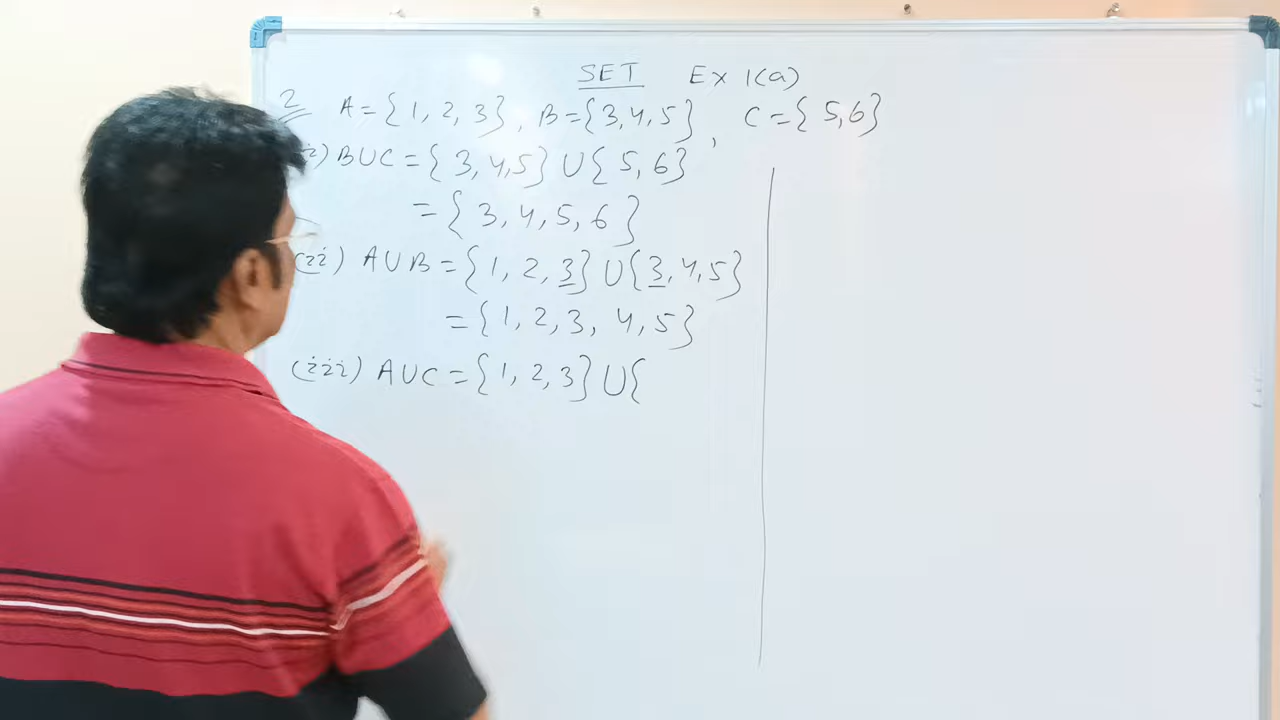 SET Ex 1(a)
2 A={1, 2, 3}, B={3,4,5}, C={5,6}
i) BUC={3, 4,5} U{5, 6}
={3, 4, 5, 6}
(ii) AUB={1, 2, 3} U{3, 4, 5}
={1, 2, 3, 4, 5}
(iii) AUC={1, 2, 3} U{